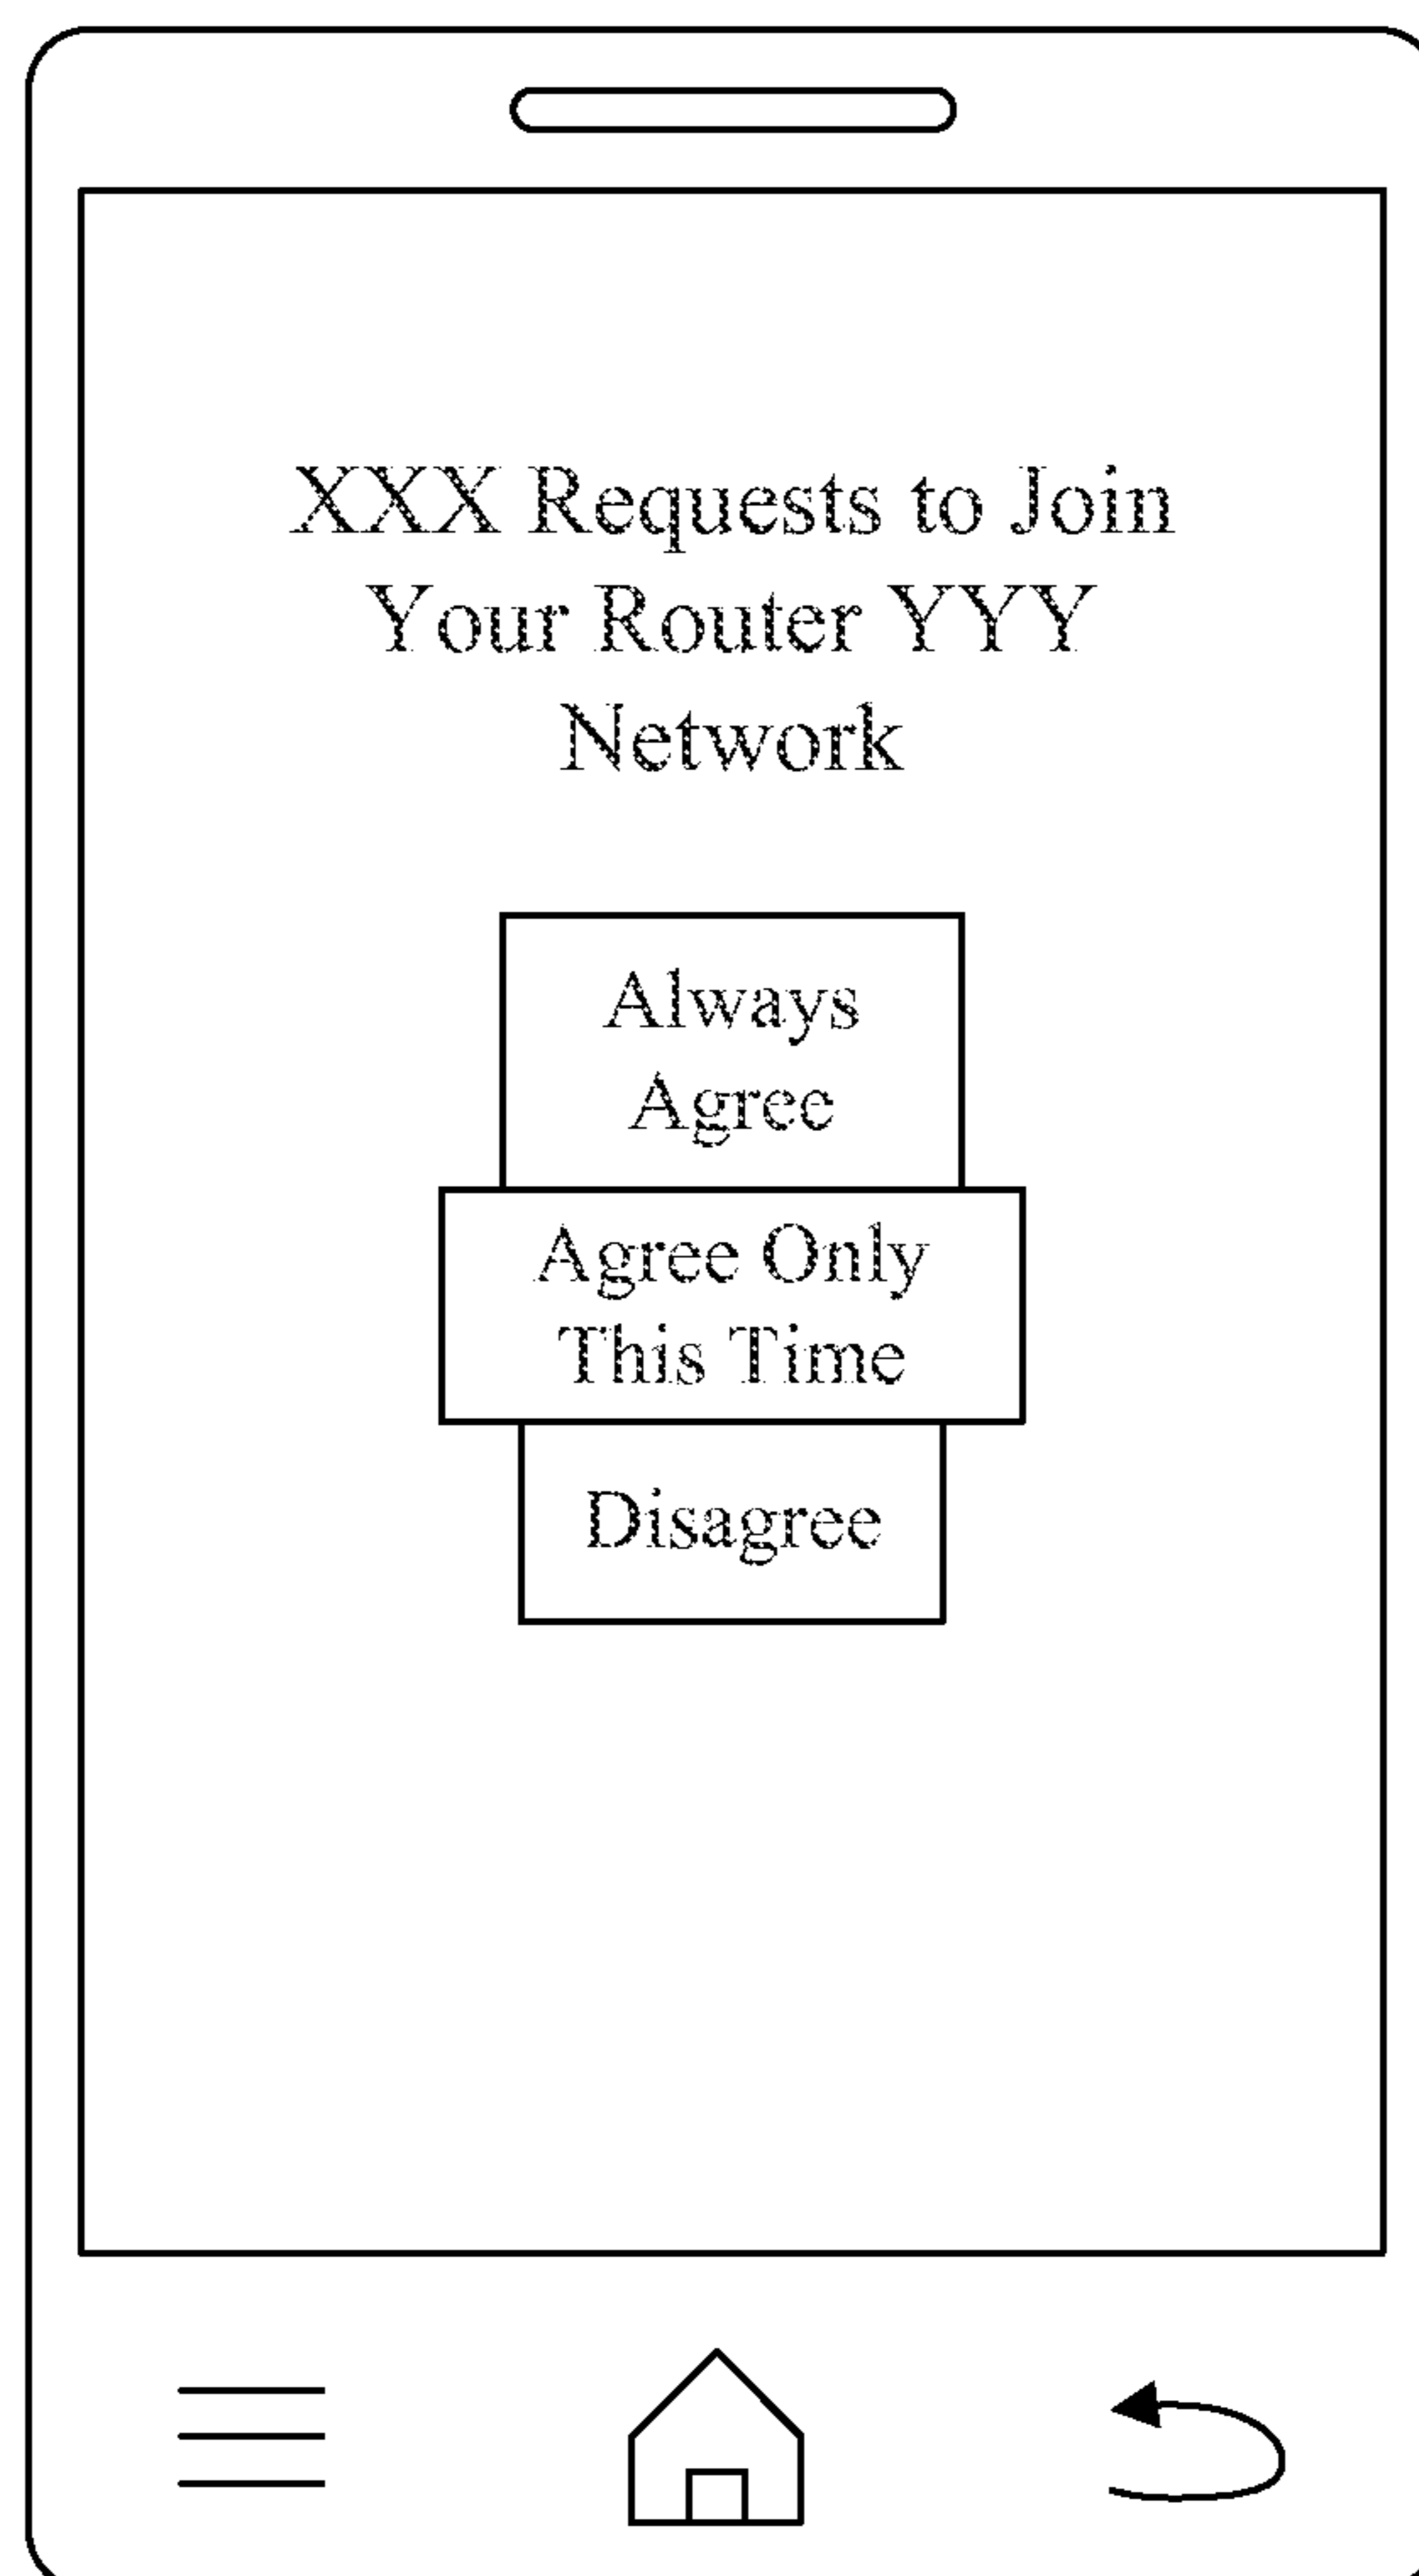 XXX Requests to Join
Your Router YYY
Network
Always
Agree
Agree Only
This Time
Disagree